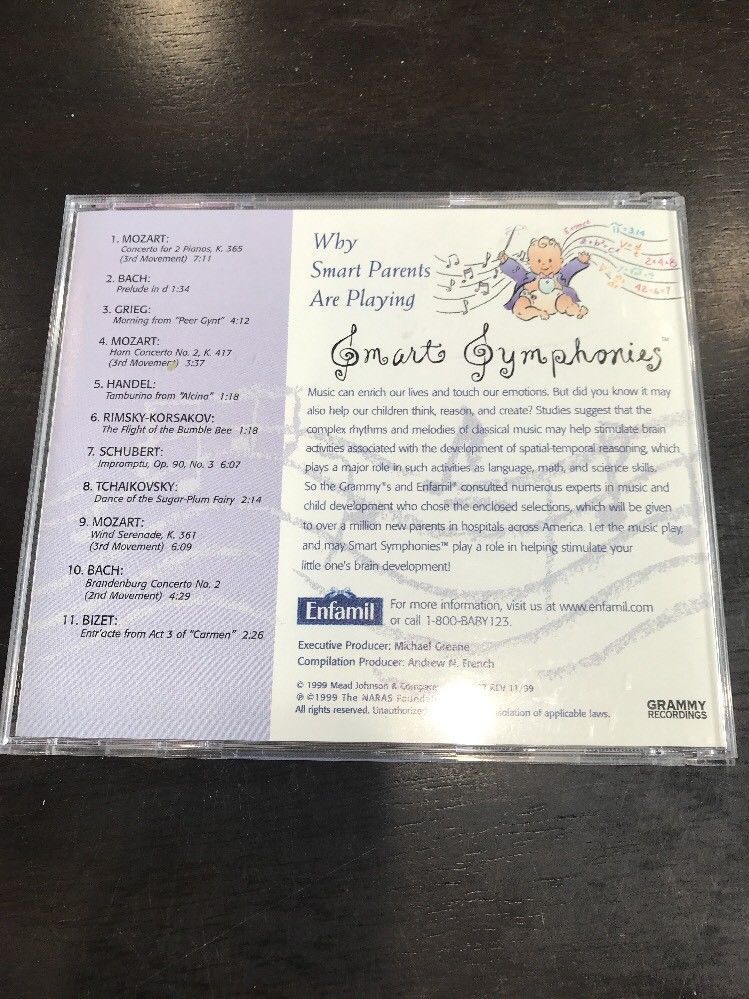 1. MOZART:
Concerto for 2 Pianos, K. 365
(3rd Movement) 7:11
2. BACH:
Prelude in d 1:34
3. GRIEG:
Morning from "Peer Gynt" 4:12
4. MOZART:
Horn Concerto No. 2, K. 417
(3rd Movement) 3:37
5. HANDEL:
Tamburino from "Alcina" 1:18
6. RIMSKY-KORSAKOV:
The Flight of the Bumble Bee 1:18
7. SCHUBERT:
Impromptu, Op. 90, No. 3 6:07
8. TCHAIKOVSKY:
Dance of the Sugar-Plum Fairy 2:14
9. MOZART:
Wind Serenade, K. 361
(3rd Movement) 6:09
10. BACH:
Brandenburg Concerto No. 2
(2nd Movement) 4:29
11. BIZET:
Entr'acte from Act 3 of "Carmen" 2:26
Why
Smart Parents
Are Playing
π=3.14
2+4=6
Smart Symphonies™
Music can enrich our lives and touch our emotions. But did you know it may
also help our children think, reason, and create? Studies suggest that the
complex rhythms and melodies of classical music may help stimulate brain
activities associated with the development of spatial-temporal reasoning, which
plays a major role in such activities as language, math, and science skills.
So the Grammy®s and Enfamil® consulted numerous experts in music and
child development who chose the enclosed selections, which will be given
to over a million new parents in hospitals across America. Let the music play,
and may Smart Symphonies™ play a role in helping stimulate your
little one's brain development!
Enfamil
For more information, visit us at www.enfamil.com
or call 1-800-BABY123.
Executive Producer: Michael Greene
Compilation Producer: Andrew N. French
© 1999 Mead Johnson & REV 11/99
℗ ©1999 The NARAS
All rights reserved. of applicable laws.
GRAMMY
RECORDINGS